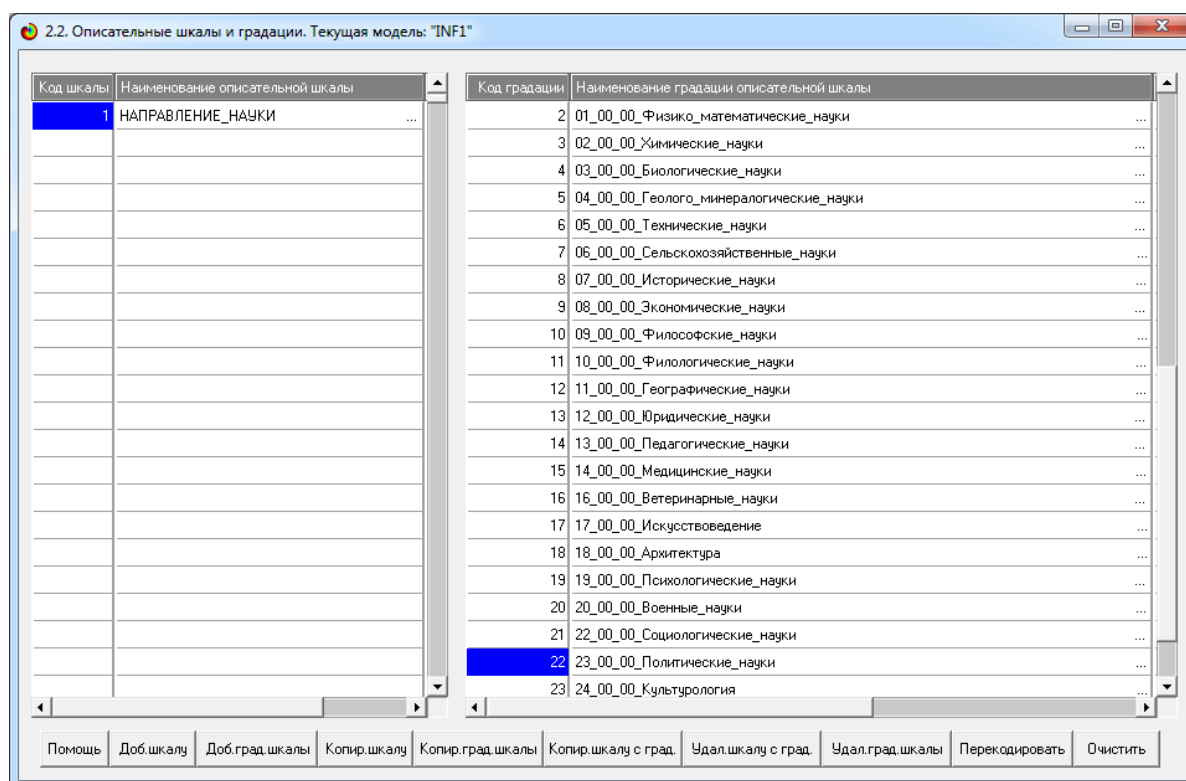 2.2. Описательные шкалы и градации. Текущая модель: "INF1"
Код шкалы Наименование описательной шкалы
1 НАПРАВЛЕНИЕ_НАУКИ ...
Код градации Наименование градации описательной шкалы
2 01_00_00_Физико_математические_науки ...
3 02_00_00_Химические_науки ...
4 03_00_00_Биологические_науки ...
5 04_00_00_Геолого_минералогические_науки ...
6 05_00_00_Технические_науки ...
7 06_00_00_Сельскохозяйственные_науки ...
8 07_00_00_Исторические_науки ...
9 08_00_00_Экономические_науки ...
10 09_00_00_Философские_науки ...
11 10_00_00_Филологические_науки ...
12 11_00_00_Географические_науки ...
13 12_00_00_Юридические_науки ...
14 13_00_00_Педагогические_науки ...
15 14_00_00_Медицинские_науки ...
16 16_00_00_Ветеринарные_науки ...
17 17_00_00_Искусствоведение ...
18 18_00_00_Архитектура ...
19 19_00_00_Психологические_науки ...
20 20_00_00_Военные_науки ...
21 22_00_00_Социологические_науки ...
22 23_00_00_Политические_науки ...
23 24_00_00_Культурология ...
Помощь Доб.шкалу Доб.град.шкалы Копир.шкалу Копир.град.шкалы Копир.шкалу с град. Удал.шкалу с град. Удал.град.шкалы Перекодировать Очистить